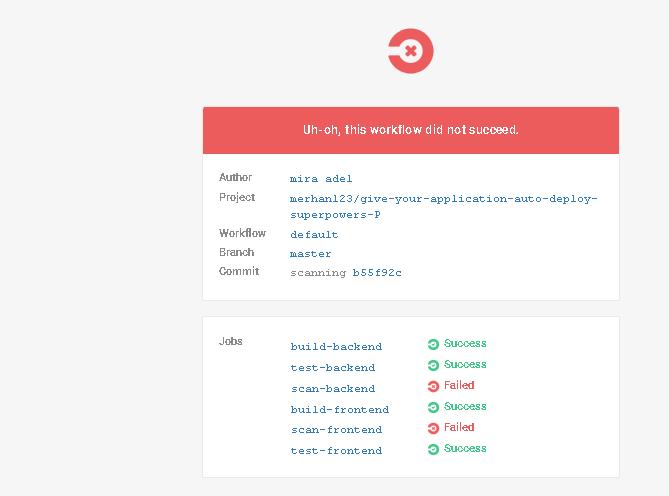 Uh-oh, this workflow did not succeed.
Author mira adel
Project merhan123/give-your-application-auto-deploy-
superpowers-P
Workflow default
Branch master
Commit scanning b55f92c
Jobs build-backend Success
test-backend Success
scan-backend Failed
build-frontend Success
scan-frontend Failed
test-frontend Success